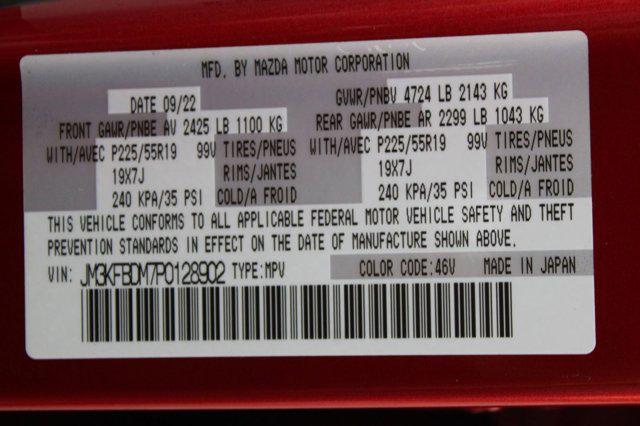 MFD. BY MAZDA MOTOR CORPORATION
DATE 09/22 GVWR/PNBV 4724 LB 2143 KG
FRONT GAWR/PNBE AV 2425 LB 1100 KG REAR GAWR/PNBE AR 2299 LB 1043 KG
WITH/AVEC P225/55R19 99V TIRES/PNEUS WITH/AVEC P225/55R19 99V TIRES/PNEUS
19X7J RIMS/JANTES 19X7J RIMS/JANTES
240 KPA/35 PSI COLD/A FROID 240 KPA/35 PSI COLD/A FROID
THIS VEHICLE CONFORMS TO ALL APPLICABLE FEDERAL MOTOR VEHICLE SAFETY AND THEFT
PREVENTION STANDARDS IN EFFECT ON THE DATE OF MANUFACTURE SHOWN ABOVE.
VIN: JM3KFBDM7P0128902 TYPE:MPV COLOR CODE:46V MADE IN JAPAN